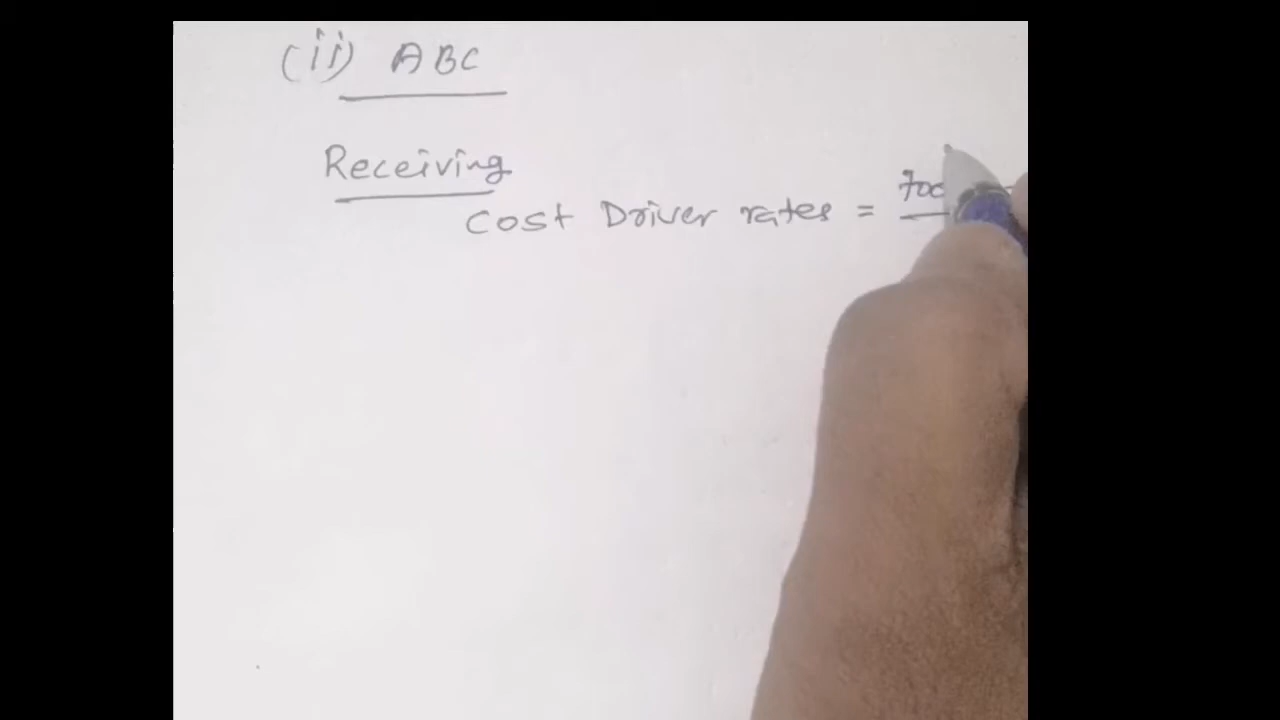 (ii) ABC
Receiving
Cost Driver rates =